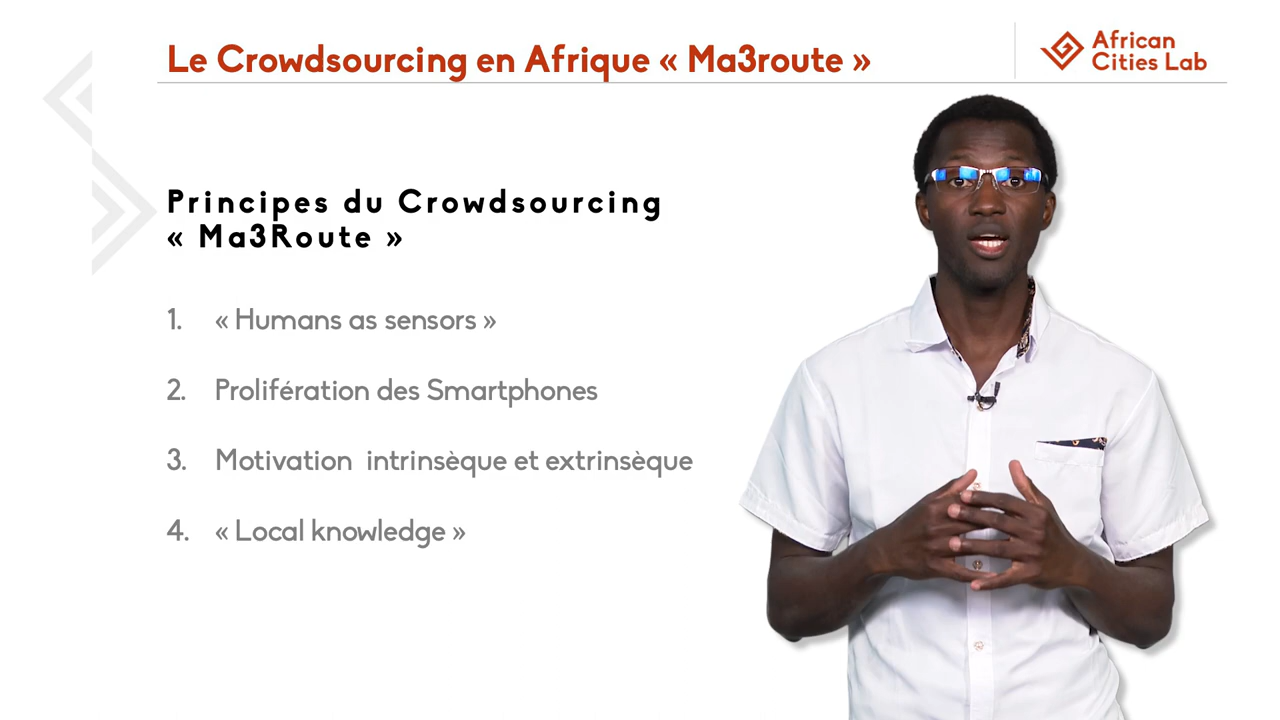 Le Crowdsourcing en Afrique « Ma3route »
African
Cities Lab
Principes du Crowdsourcing
« Ma3Route »
1. « Humans as sensors »
2. Prolifération des Smartphones
3. Motivation intrinsèque et extrinsèque
4. « Local knowledge »